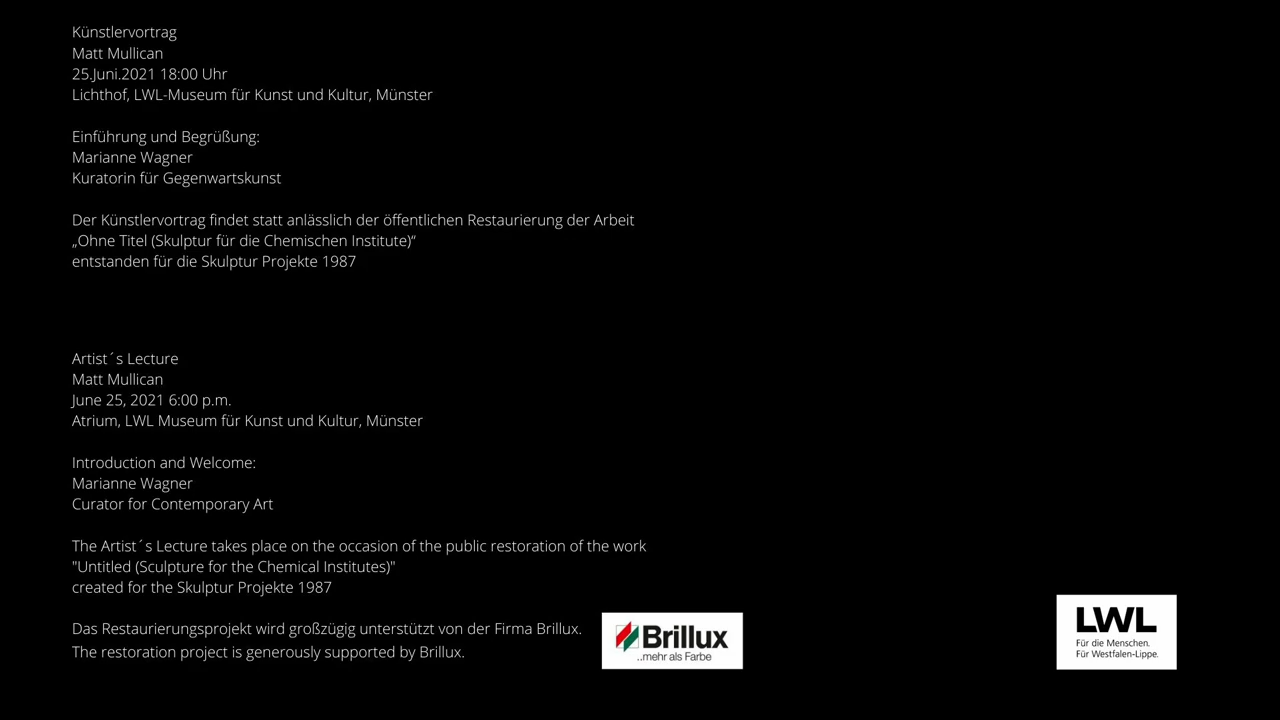 Künstlervortrag
Matt Mullican
25.Juni.2021 18:00 Uhr
Lichthof, LWL-Museum für Kunst und Kultur, Münster
Einführung und Begrüßung:
Marianne Wagner
Kuratorin für Gegenwartskunst
Der Künstlervortrag findet statt anlässlich der öffentlichen Restaurierung der Arbeit
„Ohne Titel (Skulptur für die Chemischen Institute)“
entstanden für die Skulptur Projekte 1987
Artist´s Lecture
Matt Mullican
June 25, 2021 6:00 p.m.
Atrium, LWL Museum für Kunst und Kultur, Münster
Introduction and Welcome:
Marianne Wagner
Curator for Contemporary Art
The Artist´s Lecture takes place on the occasion of the public restoration of the work
"Untitled (Sculpture for the Chemical Institutes)"
created for the Skulptur Projekte 1987
Das Restaurierungsprojekt wird großzügig unterstützt von der Firma Brillux.
The restoration project is generously supported by Brillux.
Brillux
..mehr als Farbe
LWL
Für die Menschen.
Für Westfalen-Lippe.